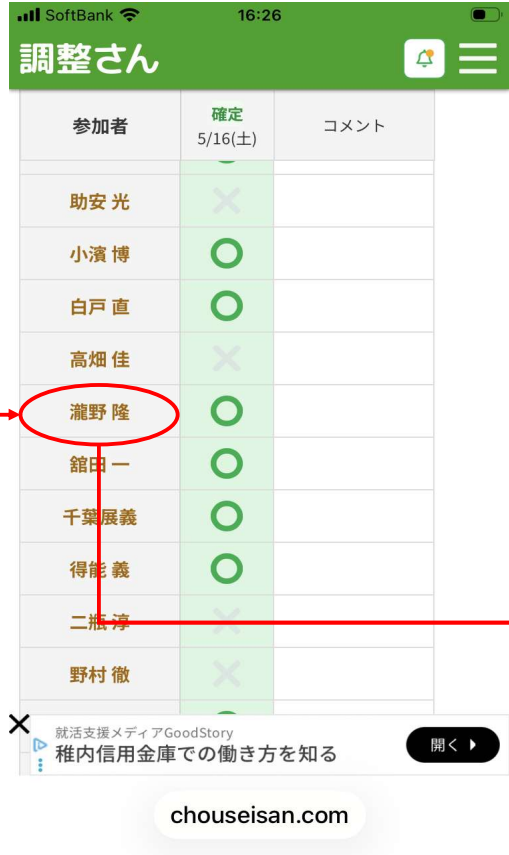 SoftBank 16:26
調整さん
参加者 確定 コメント
5/16(土)
助安 光
小濱 博
白戸 直
高畑 佳
瀧野 隆
舘田 一
千葉展義
得能 義
二瓶 淳
野村 徹
就活支援メディアGoodStory
稚内信用金庫での働き方を知る
開く
chouseisan.com